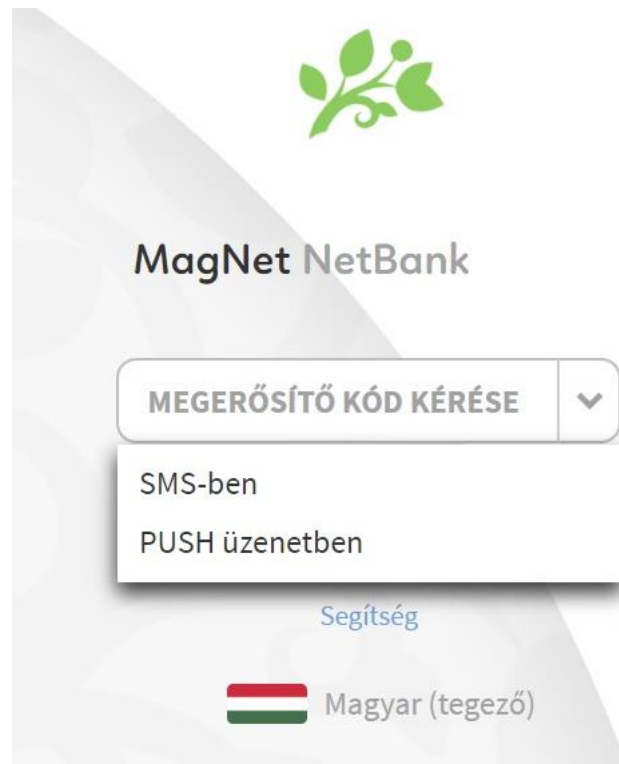 MagNet NetBank
MEGERŐSÍTŐ KÓD KÉRÉSE
SMS-ben
PUSH üzenetben
Segítség
Magyar (tegező)